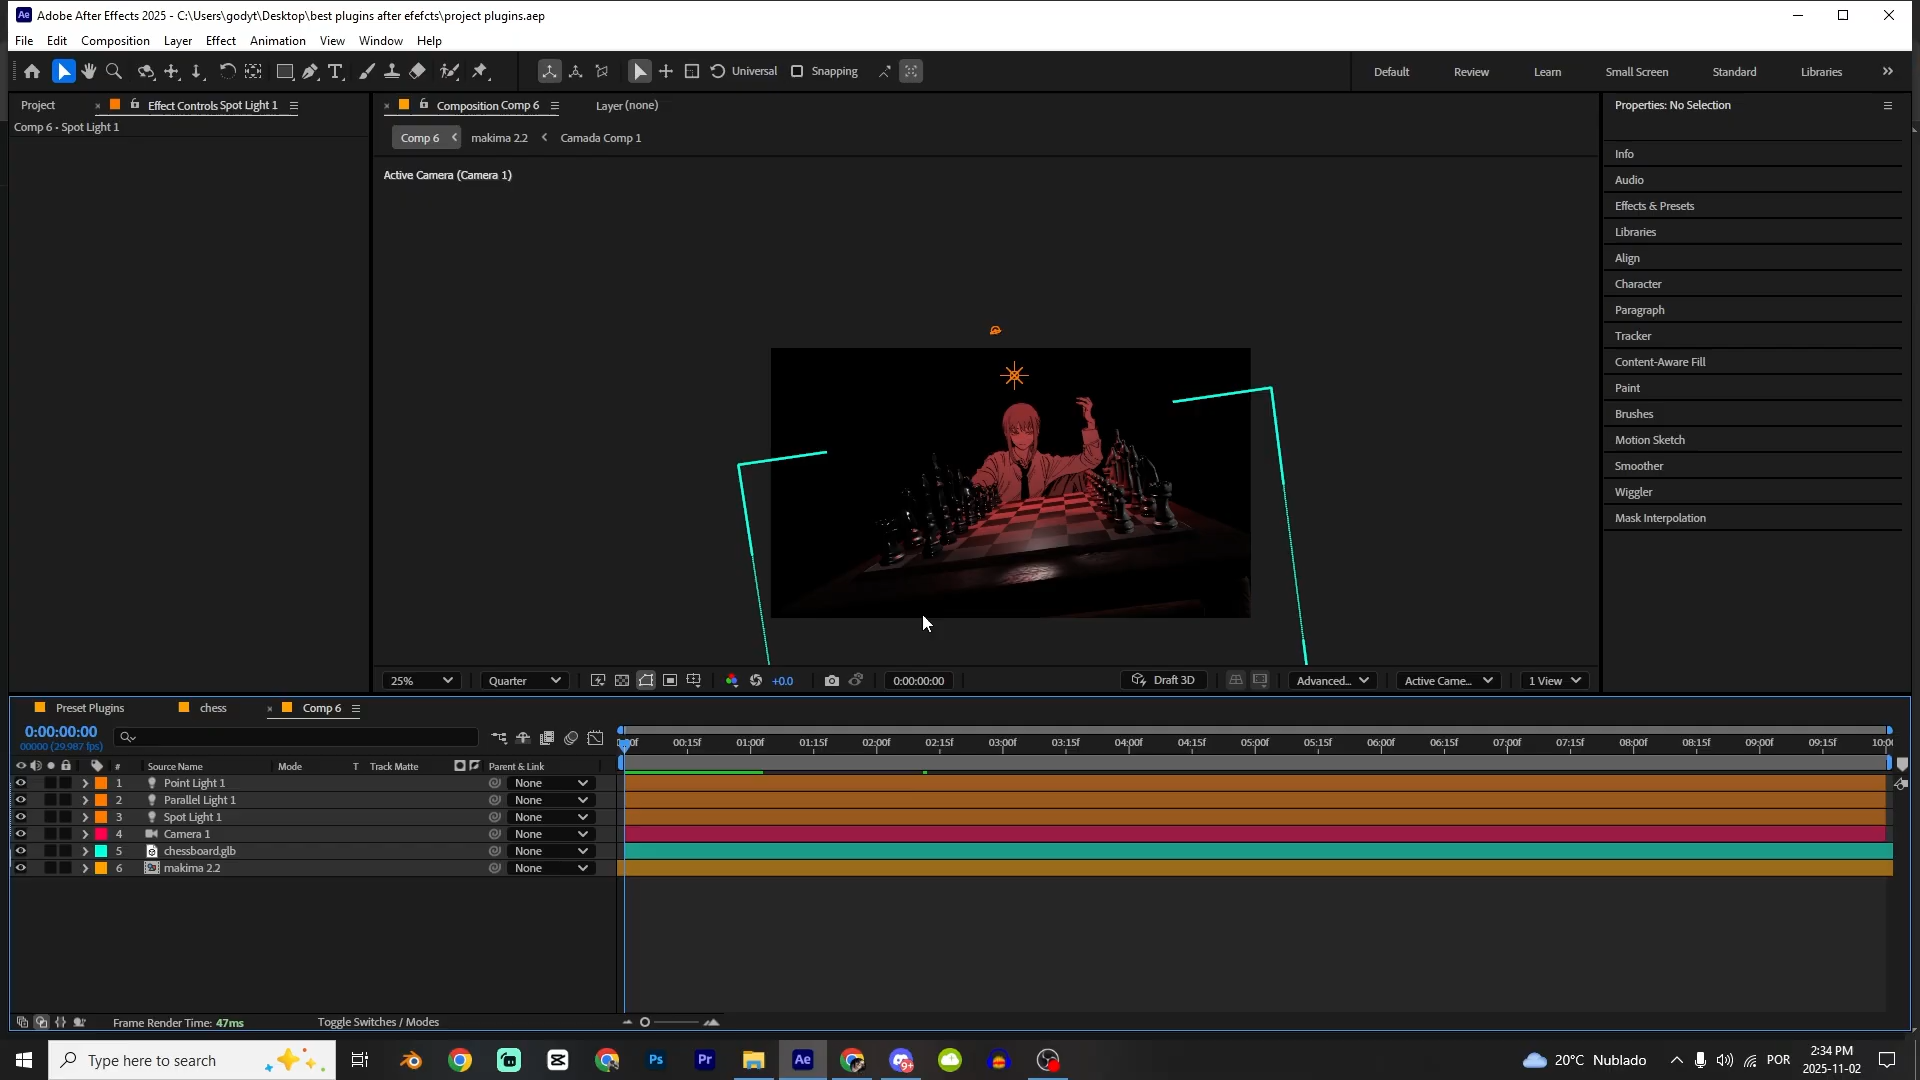 Adobe After Effects 2025 - C:\Users\godyt\Desktop\best plugins after efefcts\project plugins.aep
File Edit Composition Layer Effect Animation View Window Help
Universal Snapping Default Review Learn Small Screen Standard Libraries
Project Effect Controls Spot Light 1
Comp 6 • Spot Light 1
Composition Comp 6 Layer (none)
Comp 6 makima 2.2 Camada Comp 1
Active Camera (Camera 1)
Properties: No Selection
Info
Audio
Effects & Presets
Libraries
Align
Character
Paragraph
Tracker
Content-Aware Fill
Paint
Brushes
Motion Sketch
Smoother
Wiggler
Mask Interpolation
25% Quarter +0.0 0:00:00:00 Draft 3D Advanced... Active Came... 1 View
Preset Plugins chess Comp 6
0:00:00:00
00000 (29.987 fps)
00:15f 01:00f 01:15f 02:00f 02:15f 03:00f 03:15f 04:00f 04:15f 05:00f 05:15f 06:00f 06:15f 07:00f 07:15f 08:00f 08:15f 09:00f 09:15f
# Source Name Mode T Track Matte Parent & Link
1 Point Light 1 None
2 Parallel Light 1 None
3 Spot Light 1 None
4 Camera 1 None
5 chessboard.glb None
6 makima 2.2 None
Frame Render Time: 47ms Toggle Switches / Modes
Type here to search Ps Pr Ae 9+ 20°C Nublado POR 2:34 PM
2025-11-02